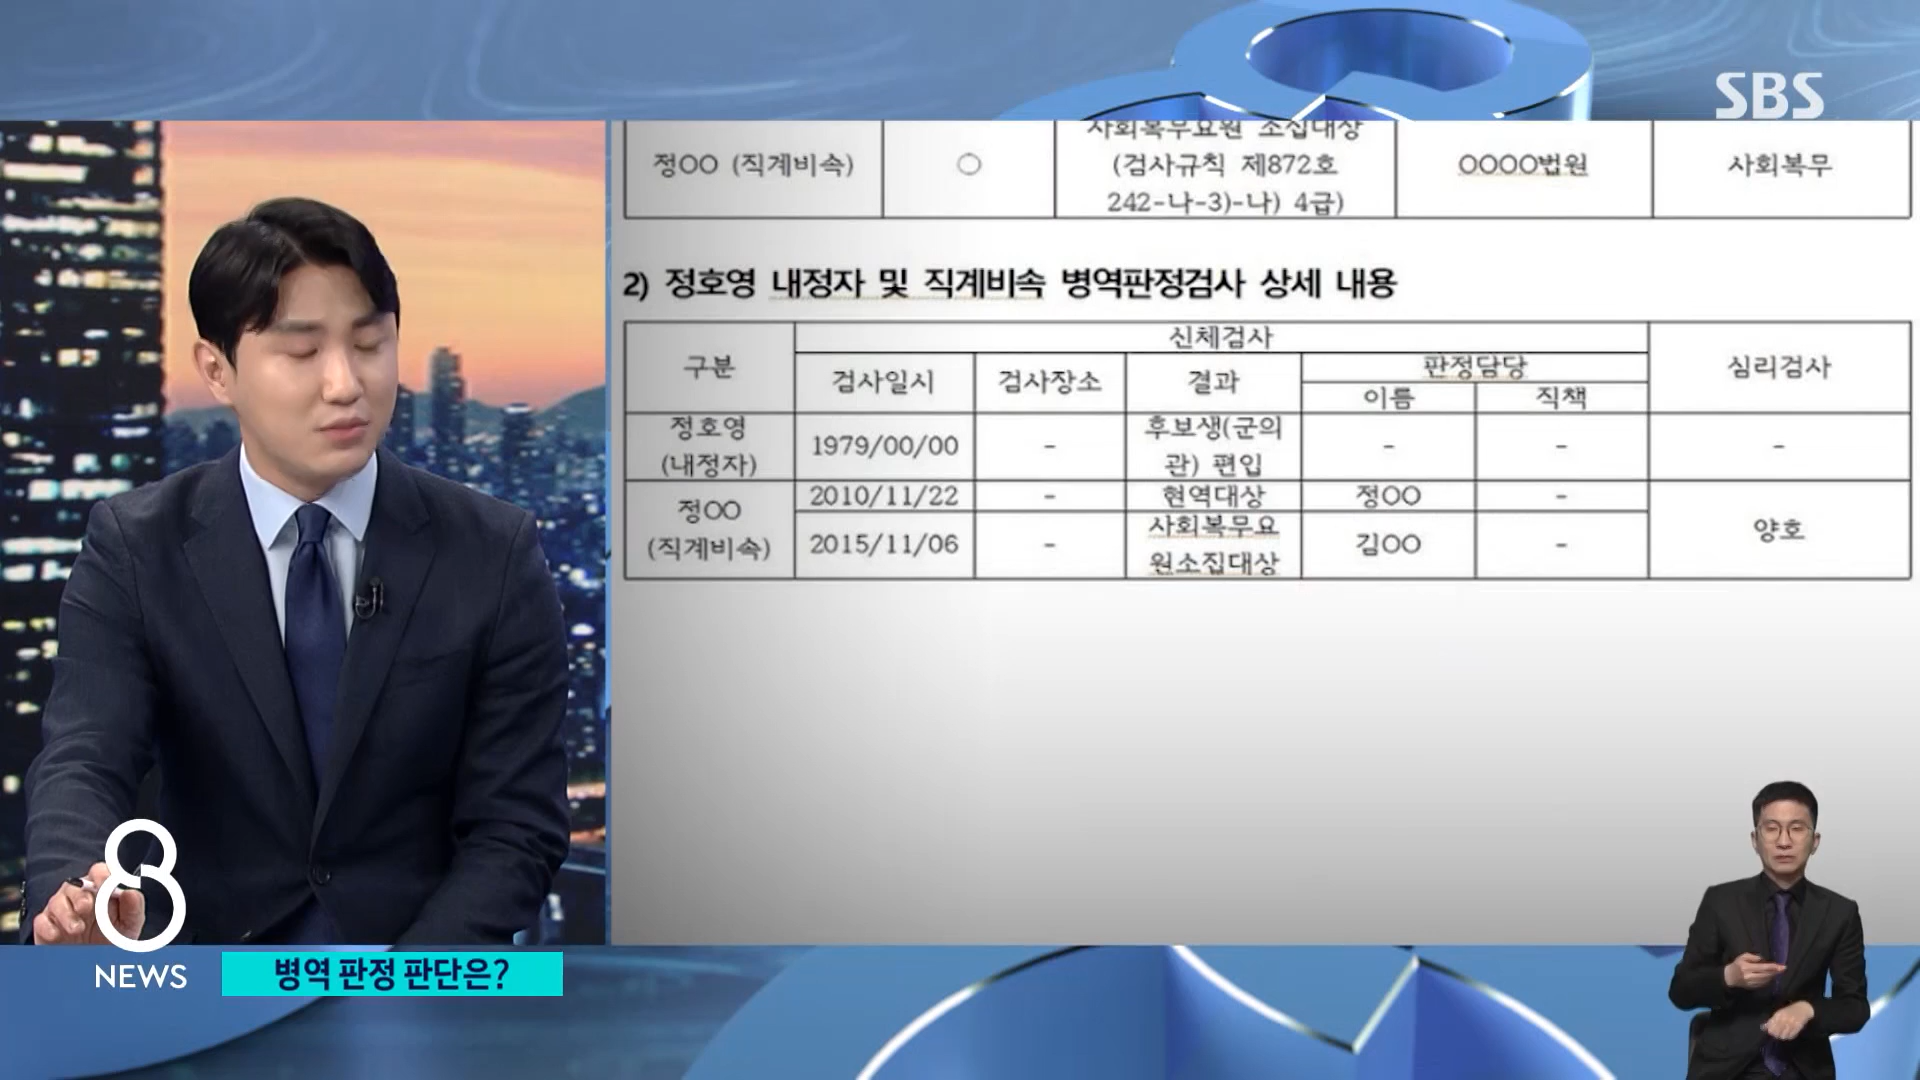 SBS
사회복무요원 소집대상
정OO (직계비속) ○ (검사규칙 제872호 OOOO법원 사회복무
242-나-3)-나) 4급)
2) 정호영 내정자 및 직계비속 병역판정검사 상세 내용
신체검사
구분 검사일시 검사장소 결과 판정담당 심리검사
이름 직책
정호영 후보생(군의
1979/00/00 - - - -
(내정자) 관) 편입
정OO 2010/11/22 - 현역대상 정OO - 양호
(직계비속) 2015/11/06 - 사회복무요 김OO -
원소집대상
8
NEWS
병역 판정 판단은?